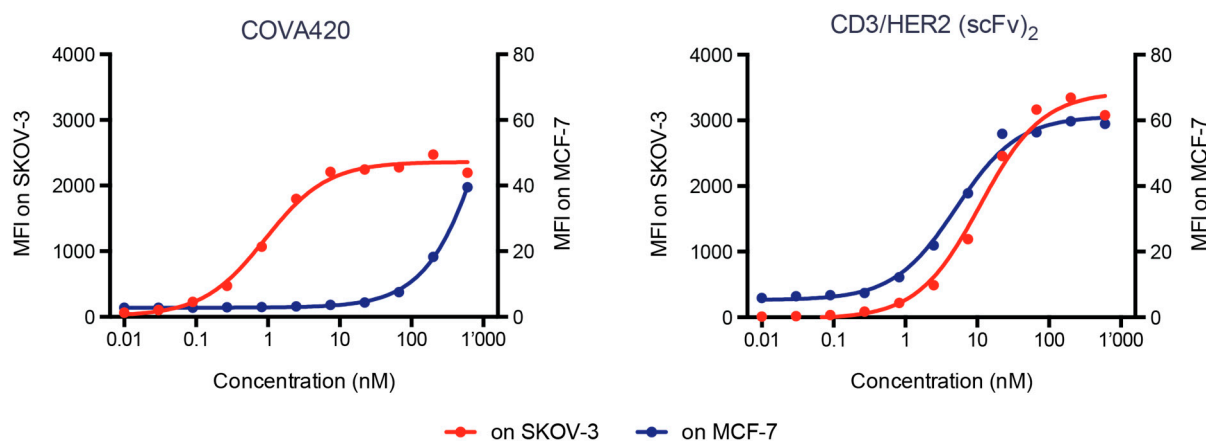 COVA420
4000
3000
2000
1000
0
MFI on SKOV-3
80
60
40
20
0
MFI on MCF-7
0.01 0.1 1 10 100 1'000
Concentration (nM)
CD3/HER2 (scFv)2
4000
3000
2000
1000
0
MFI on SKOV-3
80
60
40
20
0
MFI on MCF-7
0.01 0.1 1 10 100 1'000
Concentration (nM)
on SKOV-3 on MCF-7